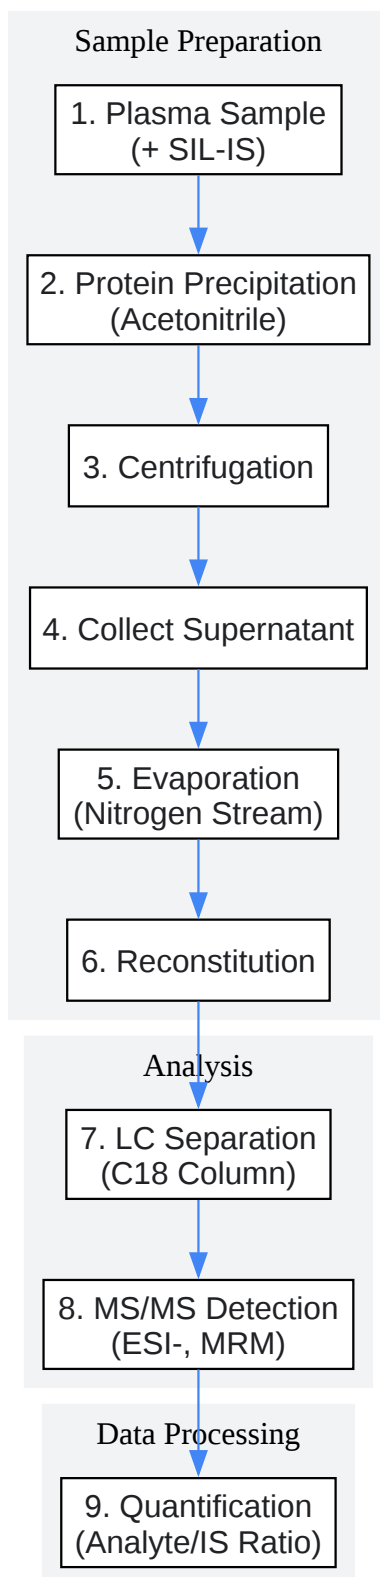 Sample Preparation
1. Plasma Sample
(+ SIL-IS)
2. Protein Precipitation
(Acetonitrile)
3. Centrifugation
4. Collect Supernatant
5. Evaporation
(Nitrogen Stream)
6. Reconstitution
Analysis
7. LC Separation
(C18 Column)
8. MS/MS Detection
(ESI-, MRM)
Data Processing
9. Quantification
(Analyte/IS Ratio)